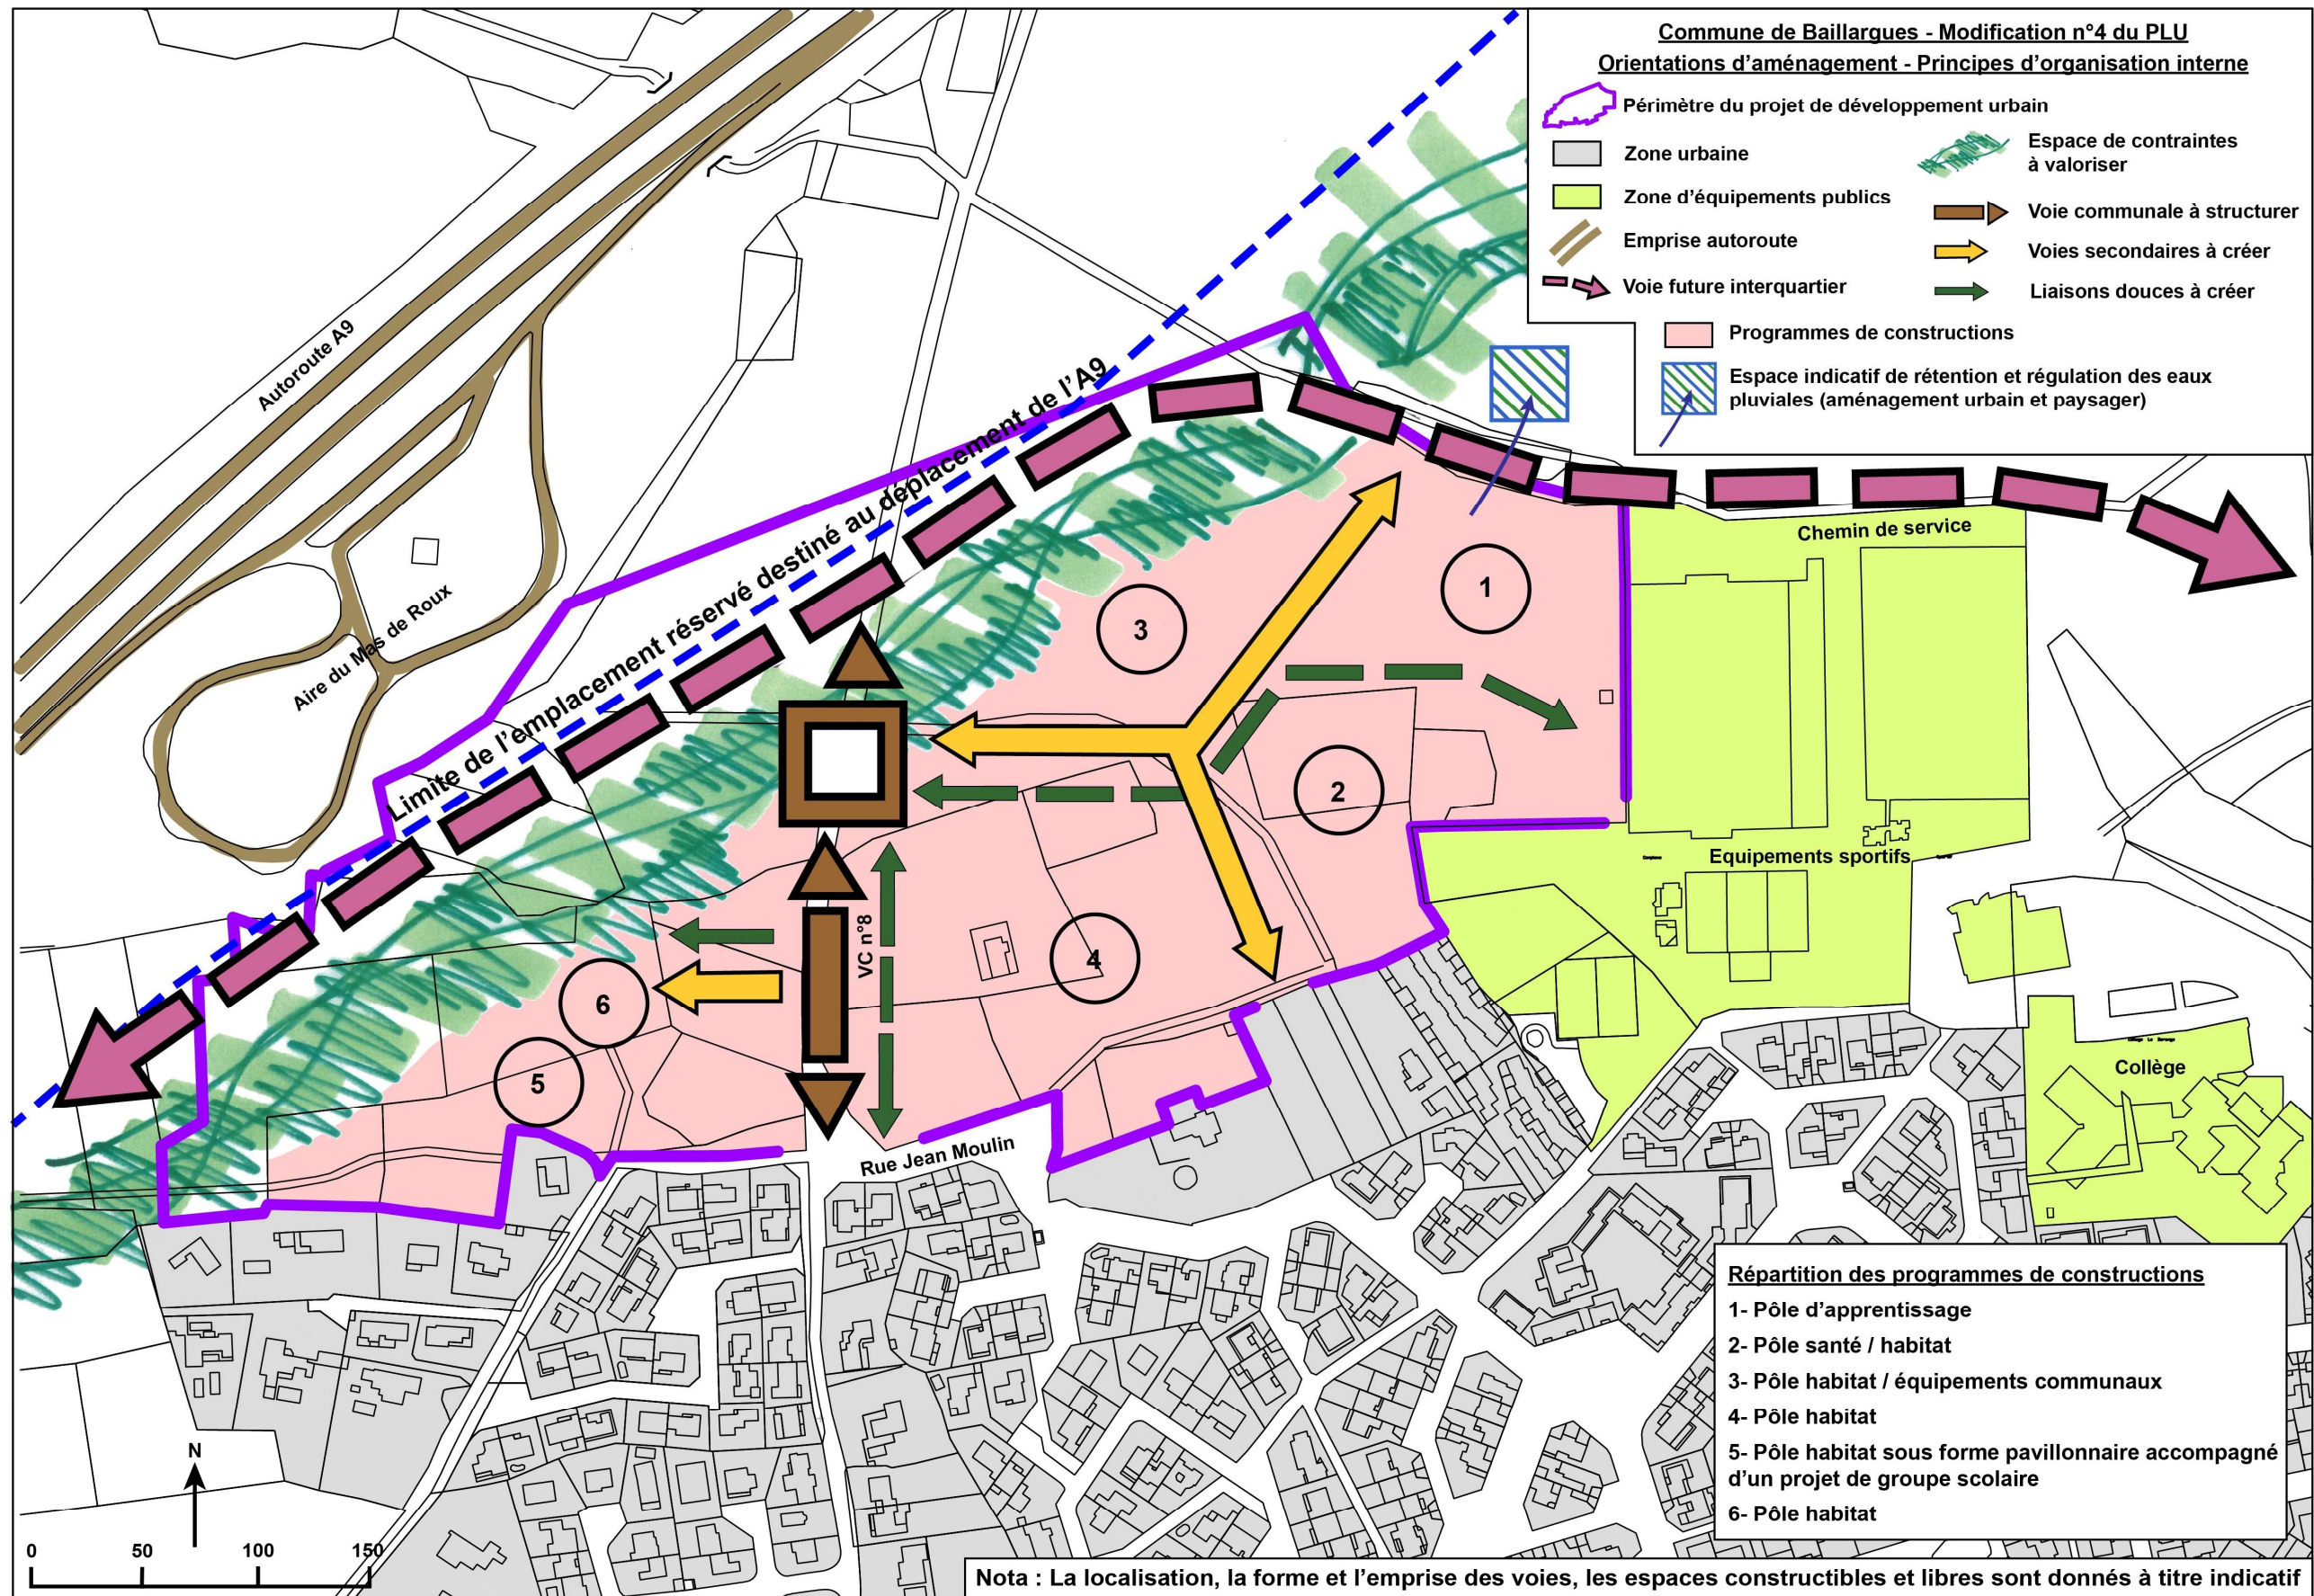 Commune de Baillargues - Modification n°4 du PLU
Orientations d'aménagement - Principes d'organisation interne
Périmètre du projet de développement urbain
Zone urbaine
Zone d'équipements publics
Emprise autoroute
Voie future interquartier
Espace de contraintes
à valoriser
Voie communale à structurer
Voies secondaires à créer
Liaisons douces à créer
Programmes de constructions
Espace indicatif de rétention et régulation des eaux
pluviales (aménagement urbain et paysager)
Autoroute A9
Aire du Mas de Roux
Limite de l'emplacement réservé destiné au déplacement de l'A9
Chemin de service
1
3
2
Equipements sportifs
VC n°8
4
6
5
Collège
Rue Jean Moulin
Répartition des programmes de constructions
1- Pôle d'apprentissage
2- Pôle santé / habitat
3- Pôle habitat / équipements communaux
4- Pôle habitat
5- Pôle habitat sous forme pavillonnaire accompagné
d'un projet de groupe scolaire
6- Pôle habitat
N
0 50 100 150
Nota : La localisation, la forme et l'emprise des voies, les espaces constructibles et libres sont donnés à titre indicatif